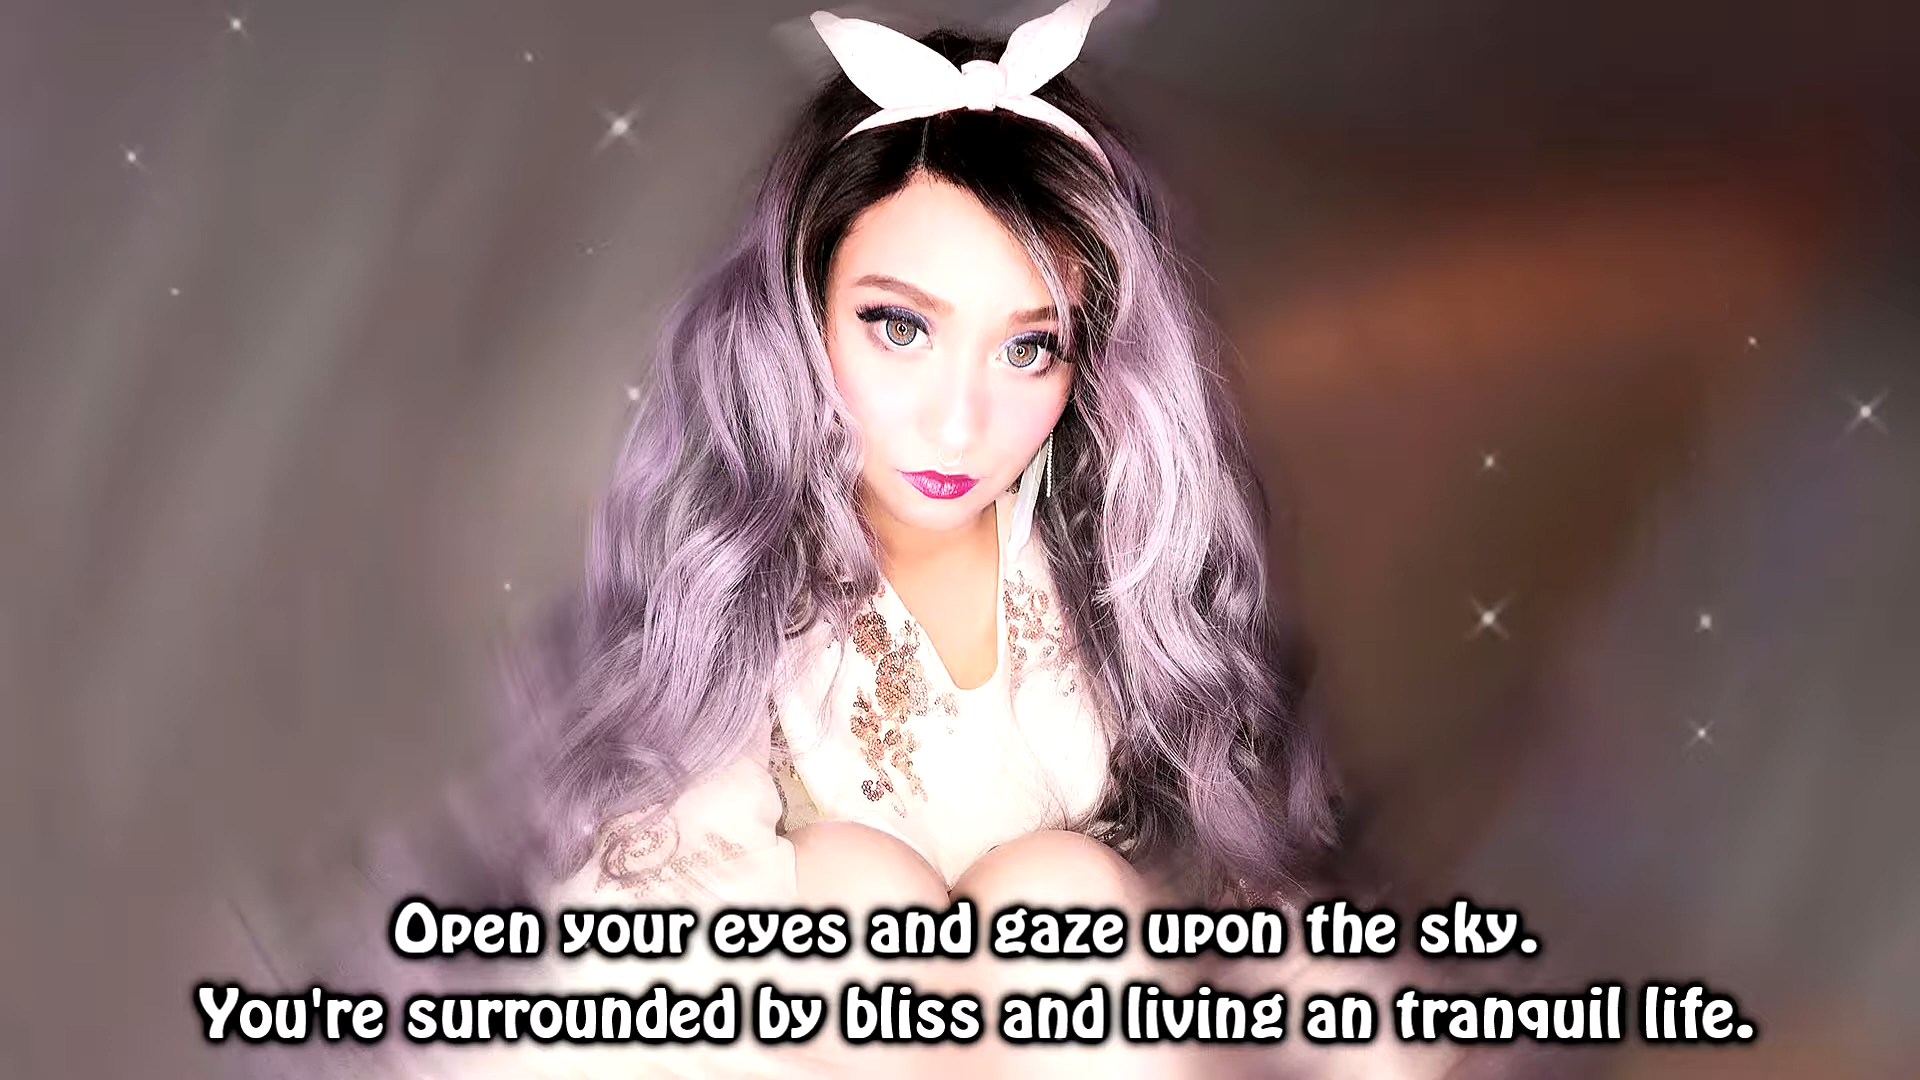 Open your eyes and gaze upon the sky.
You're surrounded by bliss and living an tranquil life.